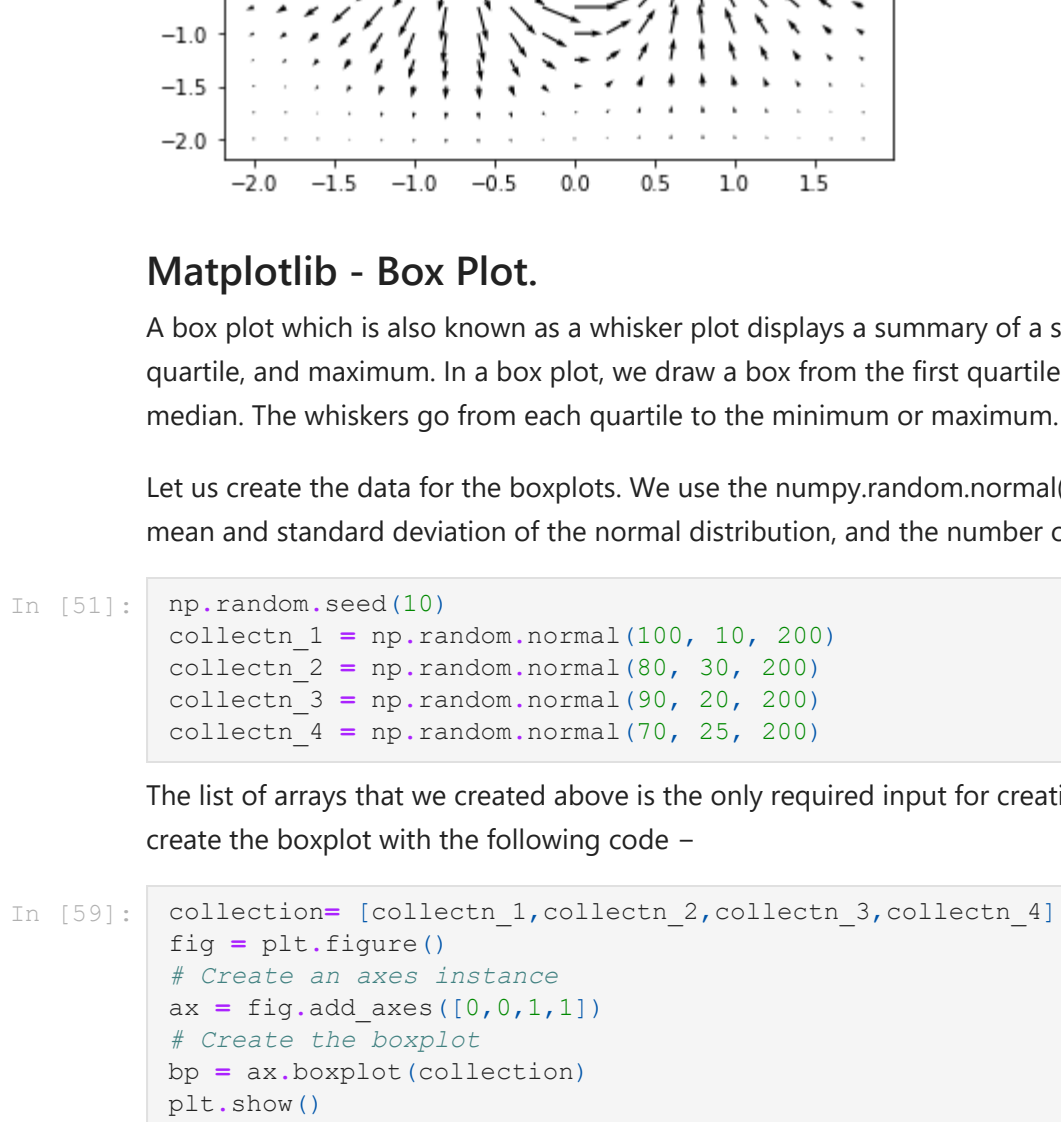 −1.0
−1.5
−2.0
−2.0 −1.5 −1.0 −0.5 0.0 0.5 1.0 1.5
Matplotlib - Box Plot.
A box plot which is also known as a whisker plot displays a summary of a s
quartile, and maximum. In a box plot, we draw a box from the first quartile
median. The whiskers go from each quartile to the minimum or maximum.
Let us create the data for the boxplots. We use the numpy.random.normal(
mean and standard deviation of the normal distribution, and the number o
In [51]: np.random.seed(10)
collectn_1 = np.random.normal(100, 10, 200)
collectn_2 = np.random.normal(80, 30, 200)
collectn_3 = np.random.normal(90, 20, 200)
collectn_4 = np.random.normal(70, 25, 200)
The list of arrays that we created above is the only required input for creati
create the boxplot with the following code –
In [59]: collection= [collectn_1,collectn_2,collectn_3,collectn_4]
fig = plt.figure()
# Create an axes instance
ax = fig.add_axes([0,0,1,1])
# Create the boxplot
bp = ax.boxplot(collection)
plt.show()